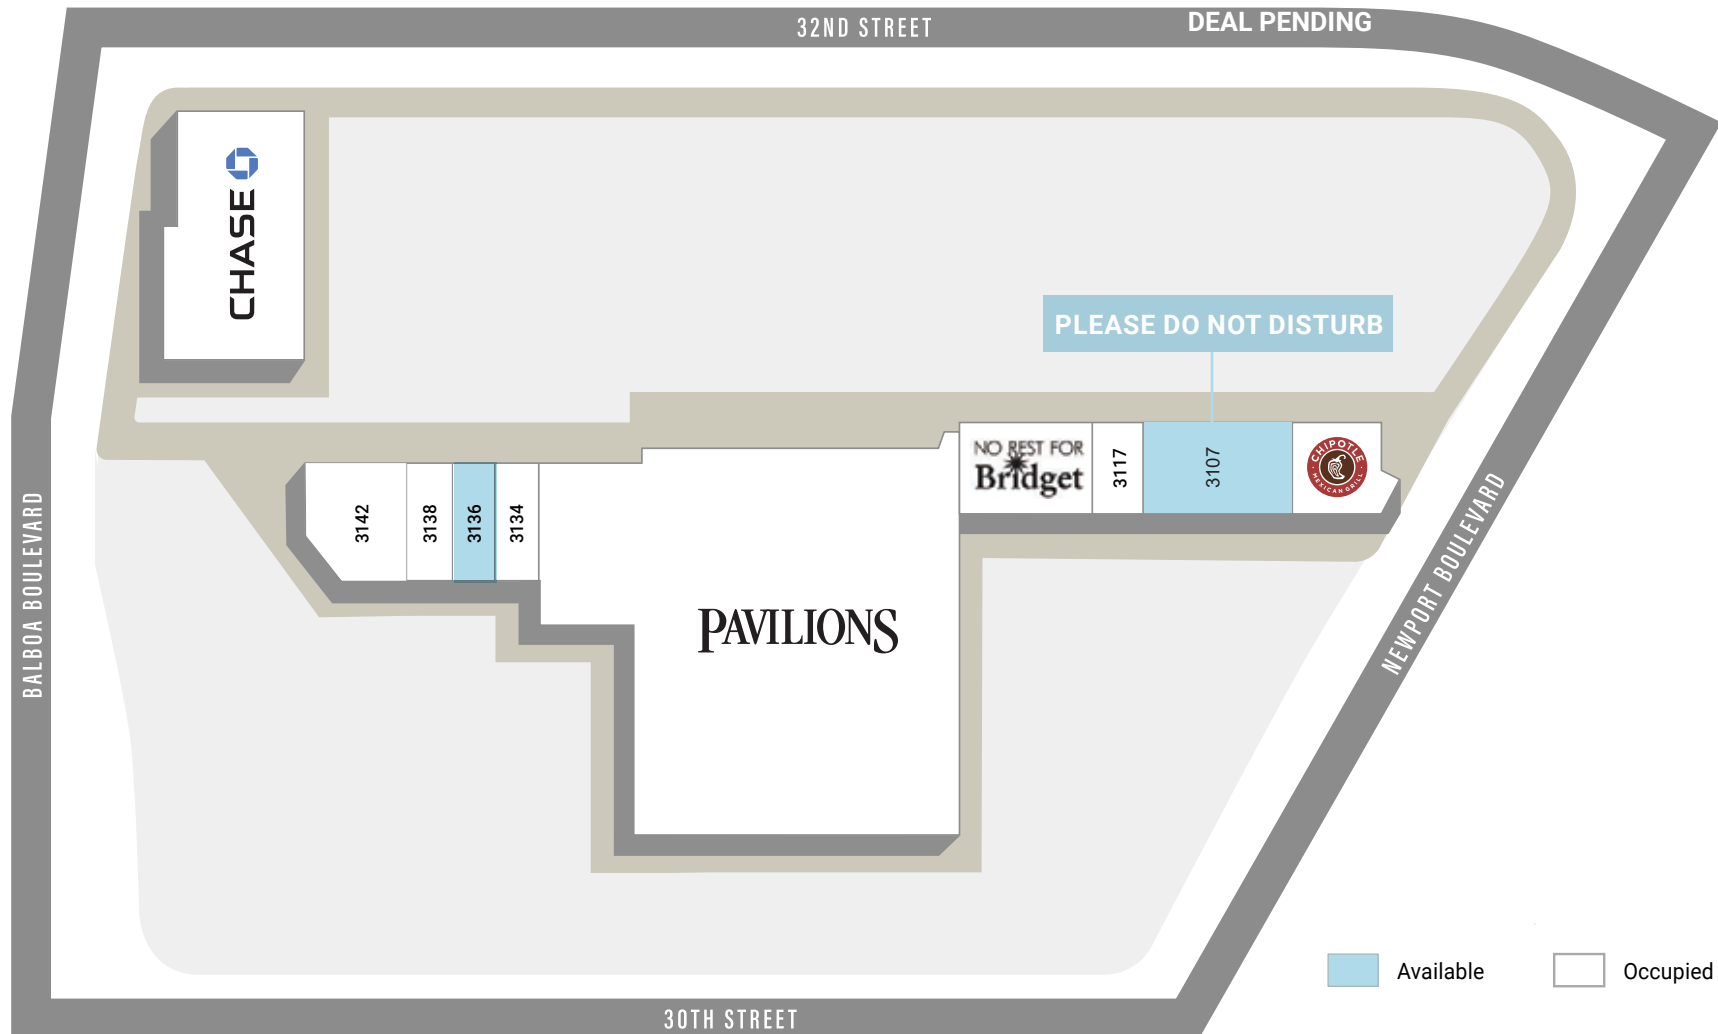 32ND STREET
DEAL PENDING
CHASE
PLEASE DO NOT DISTURB
NO REST FOR
Bridget
3117
3107
CHIPOTLE
MEXICAN GRILL
3142
3138
3136
3134
PAVILIONS
BALBOA BOULEVARD
NEWPORT BOULEVARD
Available
Occupied
30TH STREET